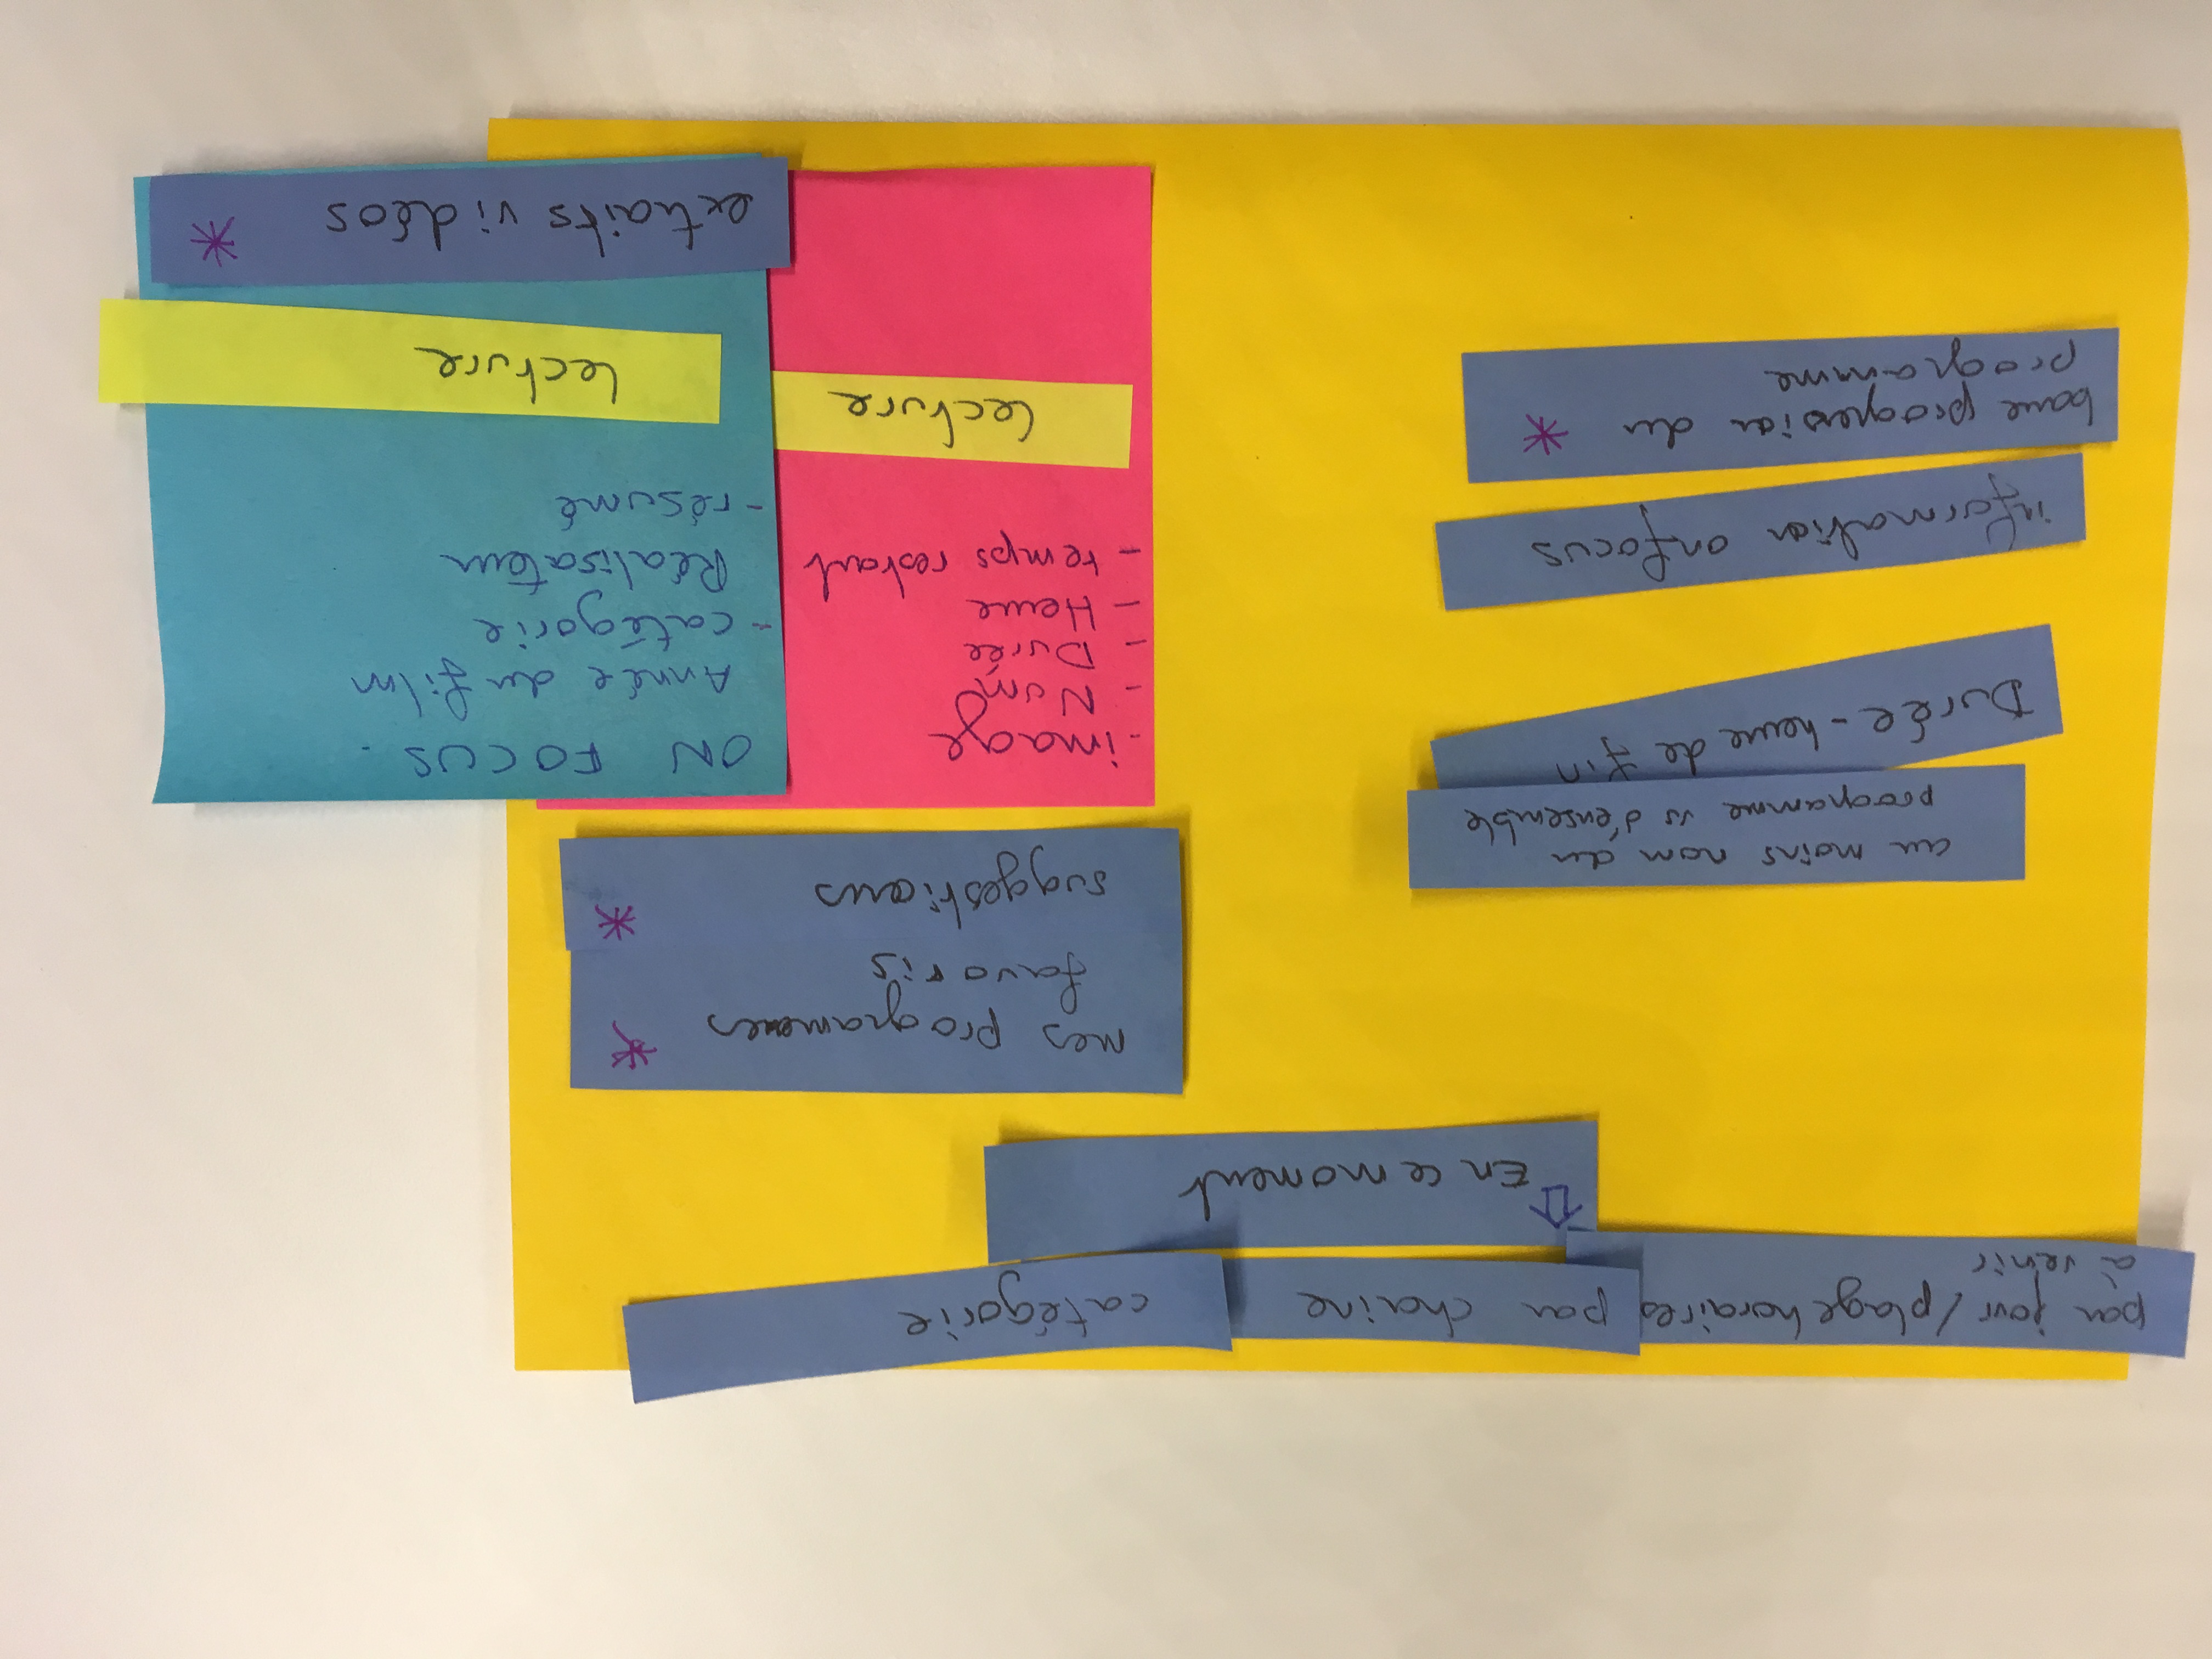 par jour / plage horaires
à venir
par chaine
catégorie
En ce moment
mes programmes
favoris
suggestions
au moins nom du
programme vs d'ensemble
Durée - heure de fin
information on focus
barre progression du
programme
- image
- Nom
- Durée
- Heure
- temps restant
lecture
ON FOCUS -
Année du film
- catégorie
Réalisateur
- résumé
lecture
extraits vidéos